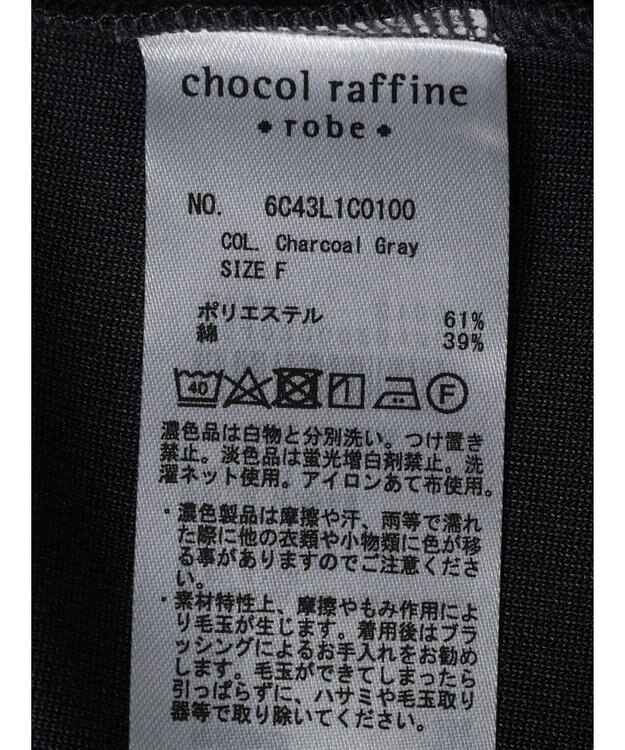 chocol raffine
• robe •
NO. 6C43L1C0100
COL. Charcoal Gray
SIZE F
ポリエステル 61%
綿 39%
40 F
濃色品は白物と分別洗い。つけ置き
禁止。淡色品は蛍光増白剤禁止。洗
濯ネット使用。アイロンあて布使用。
・濃色製品は摩擦や汗、雨等で濡れ
た際に他の衣類や小物類に色が移
る事がありますのでご注意くださ
い。
・素材特性上、摩擦やもみ作用によ
り毛玉が生じます。着用後はブラ
ッシングによるお手入れをお勧め
します。毛玉ができてしまったら
引っぱらずに、ハサミや毛玉取り
器等で取り除いてください。